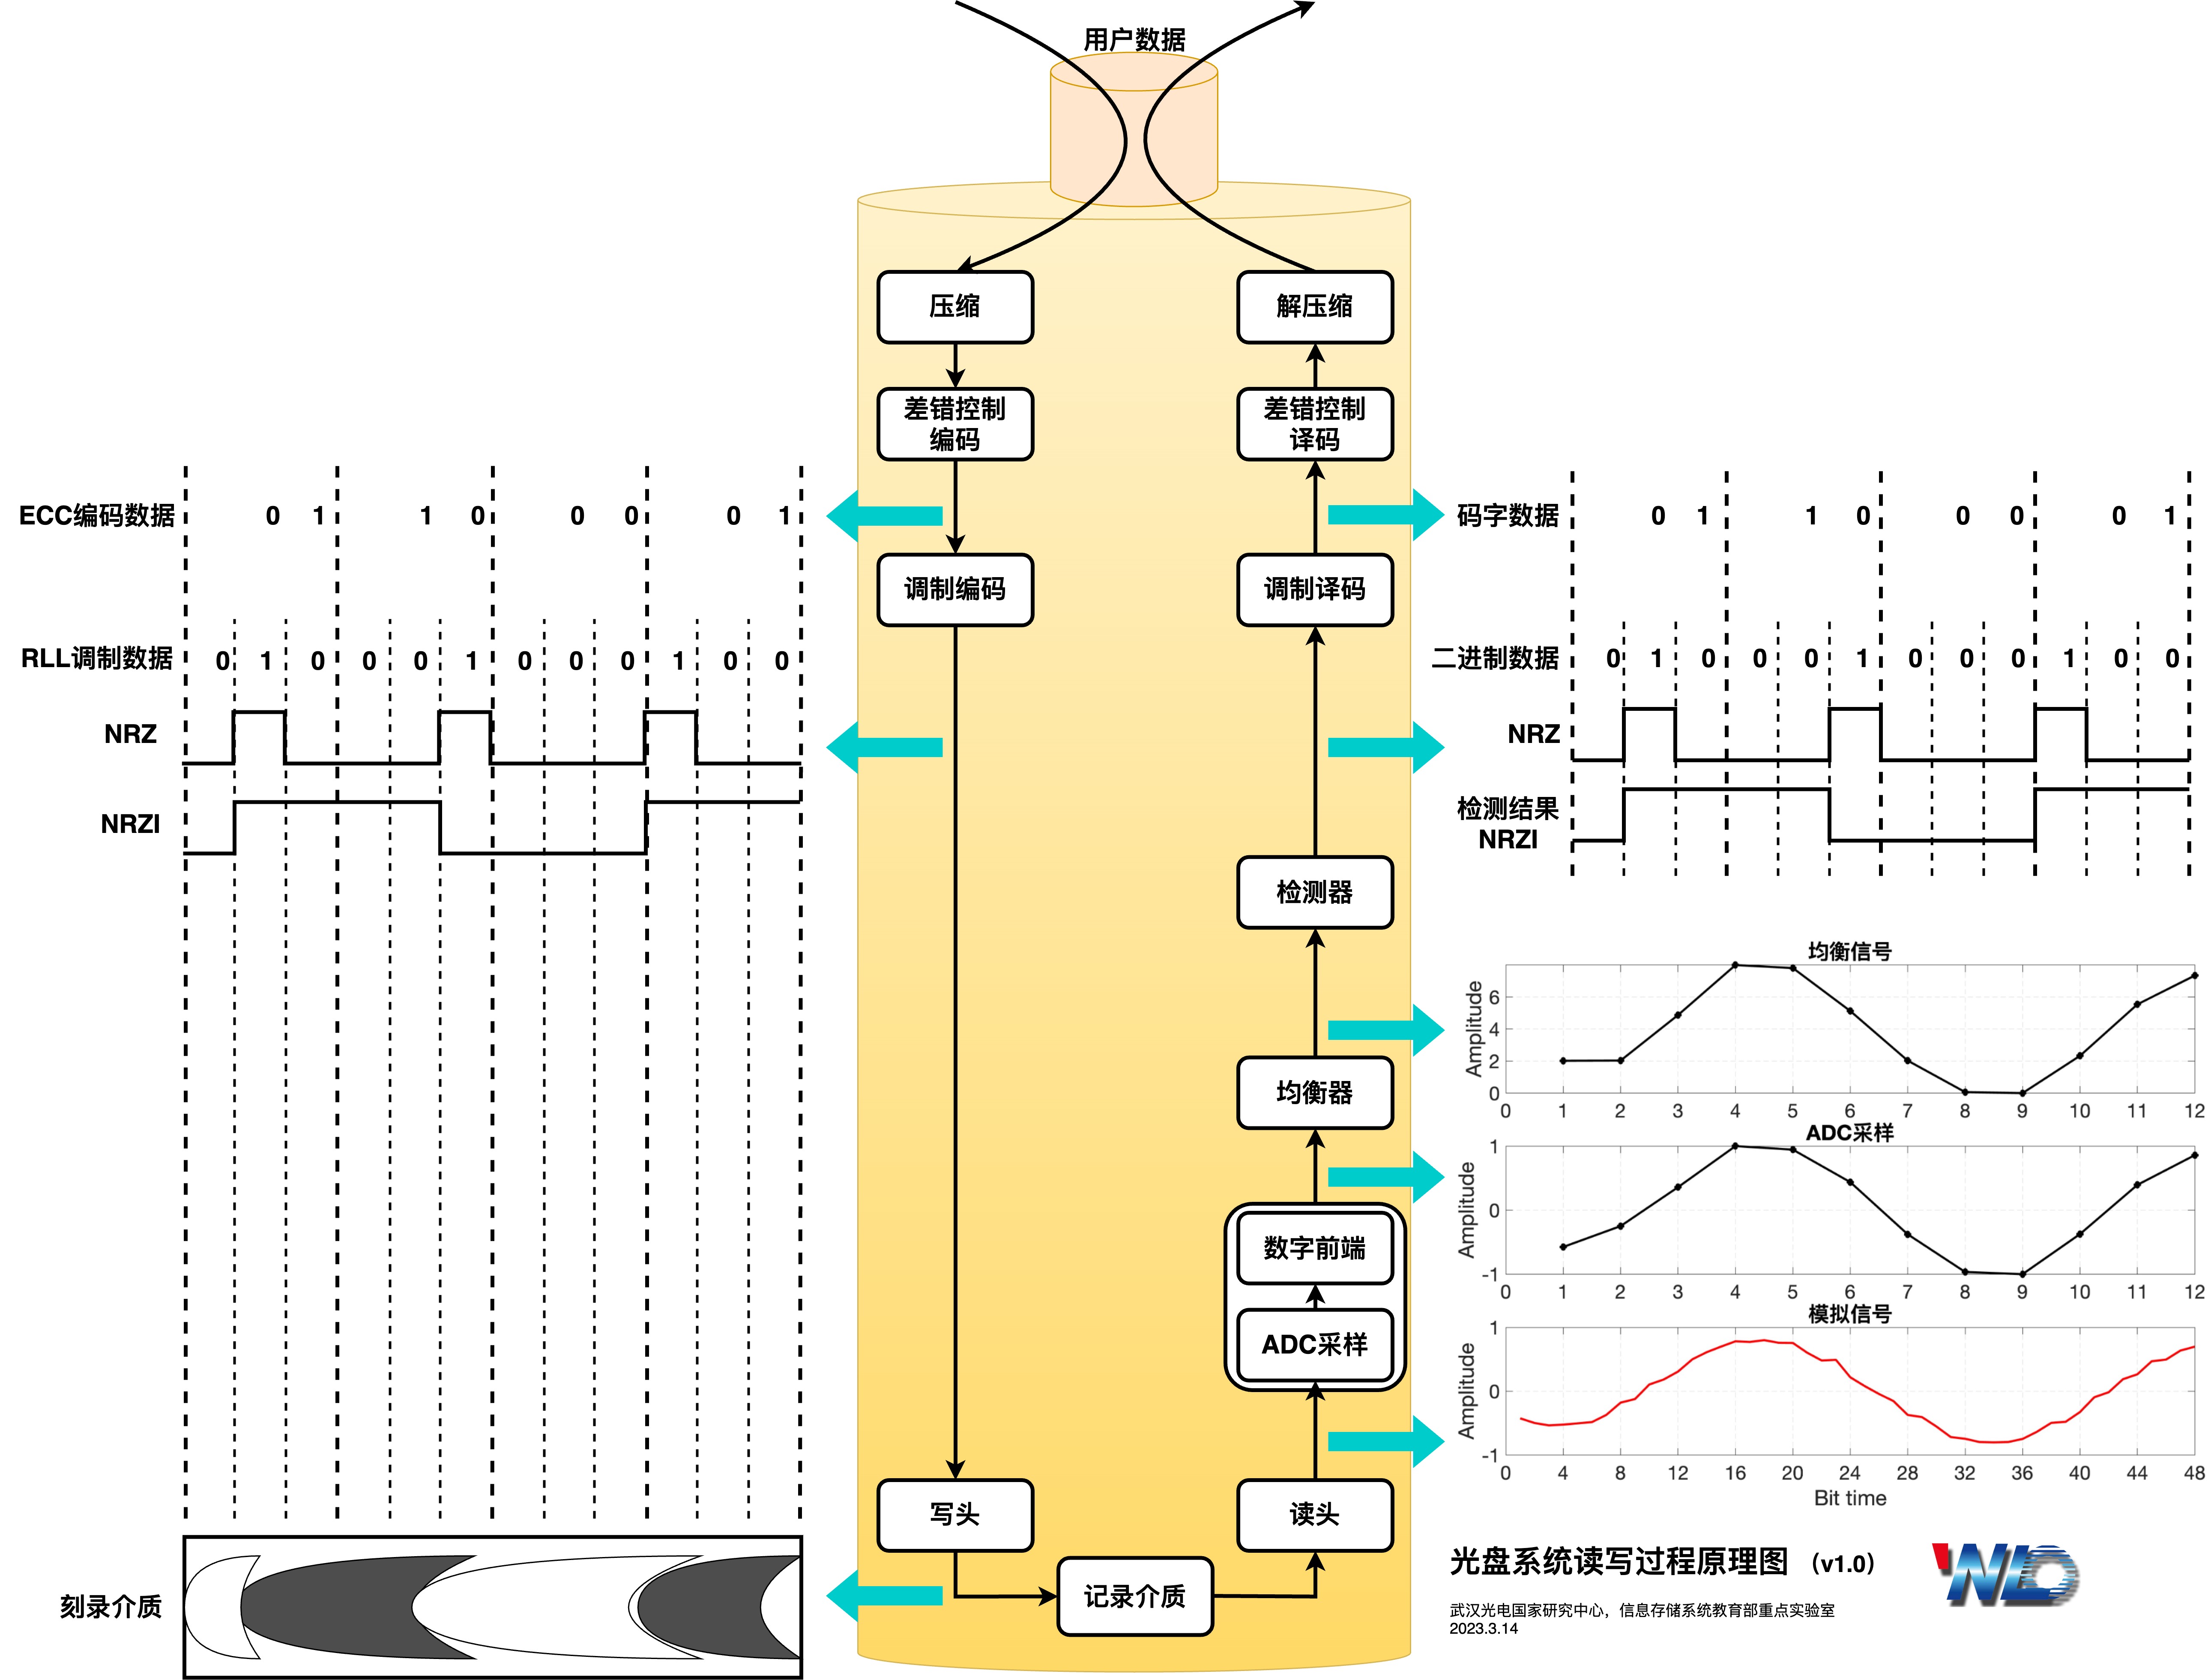 用户数据
压缩
解压缩
差错控制
编码
差错控制
译码
ECC编码数据 0 1 1 0 0 0 0 1
码字数据 0 1 1 0 0 0 0 1
调制编码
调制译码
RLL调制数据 0 1 0 0 0 1 0 0 0 1 0 0
二进制数据 0 1 0 0 0 1 0 0 0 1 0 0
NRZ
NRZ
NRZI
检测结果
NRZI
检测器
均衡信号
Amplitude
6
4
2
0
0 1 2 3 4 5 6 7 8 9 10 11 12
均衡器
ADC采样
Amplitude
1
0
-1
0 1 2 3 4 5 6 7 8 9 10 11 12
数字前端
ADC采样
模拟信号
Amplitude
1
0
-1
0 4 8 12 16 20 24 28 32 36 40 44 48
Bit time
写头
读头
记录介质
刻录介质
光盘系统读写过程原理图 （v1.0）
WNLO
武汉光电国家研究中心，信息存储系统教育部重点实验室
2023.3.14